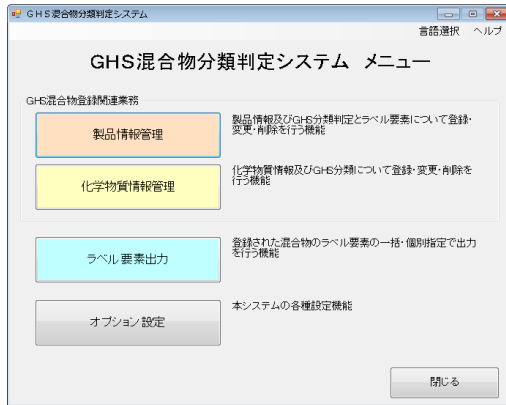 GHS混合物分類判定システム
言語選択 ヘルプ
GHS混合物分類判定システム メニュー
GHS混合物登録関連業務
製品情報管理
製品情報及びGHS分類判定とラベル要素について登録・
変更・削除を行う機能
化学物質情報管理
化学物質情報及びGHS分類について登録・変更・削除を
行う機能
ラベル要素出力
登録された混合物のラベル要素の一括・個別指定で出力
を行う機能
オプション設定
本システムの各種設定機能
閉じる